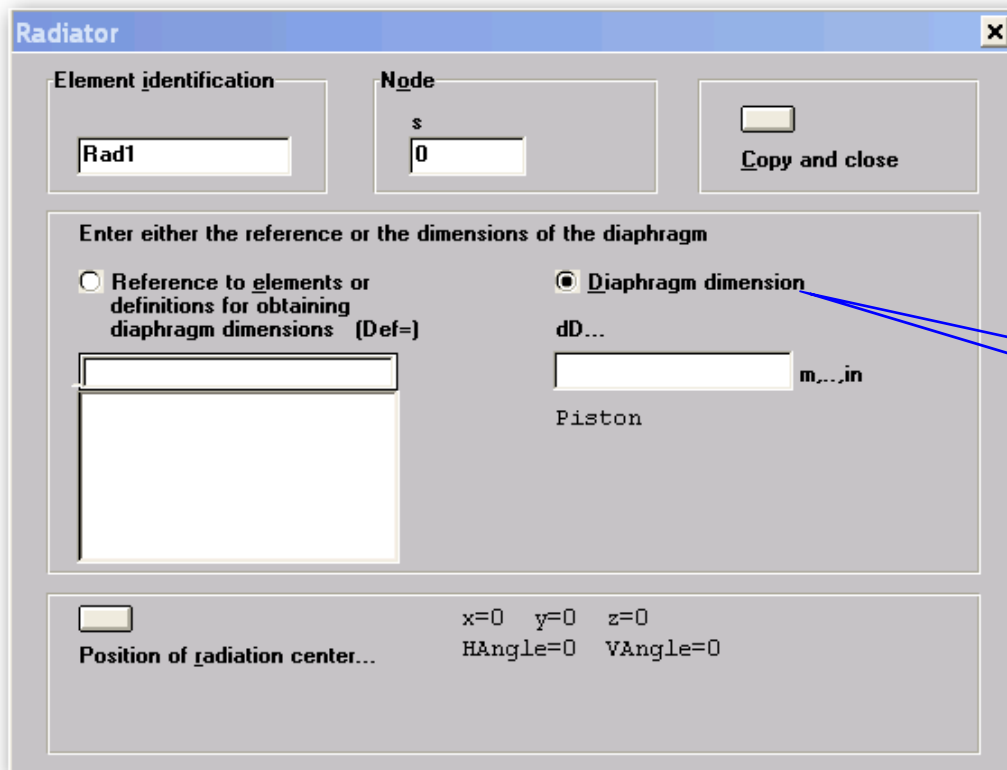 Radiator
Element identification
Rad1
Node
s
0
Copy and close
Enter either the reference or the dimensions of the diaphragm
Reference to elements or
definitions for obtaining
diaphragm dimensions (Def=)
Diaphragm dimension
dD...
m,..,in
Piston
Position of radiation center...
x=0 y=0 z=0
HAngle=0 VAngle=0